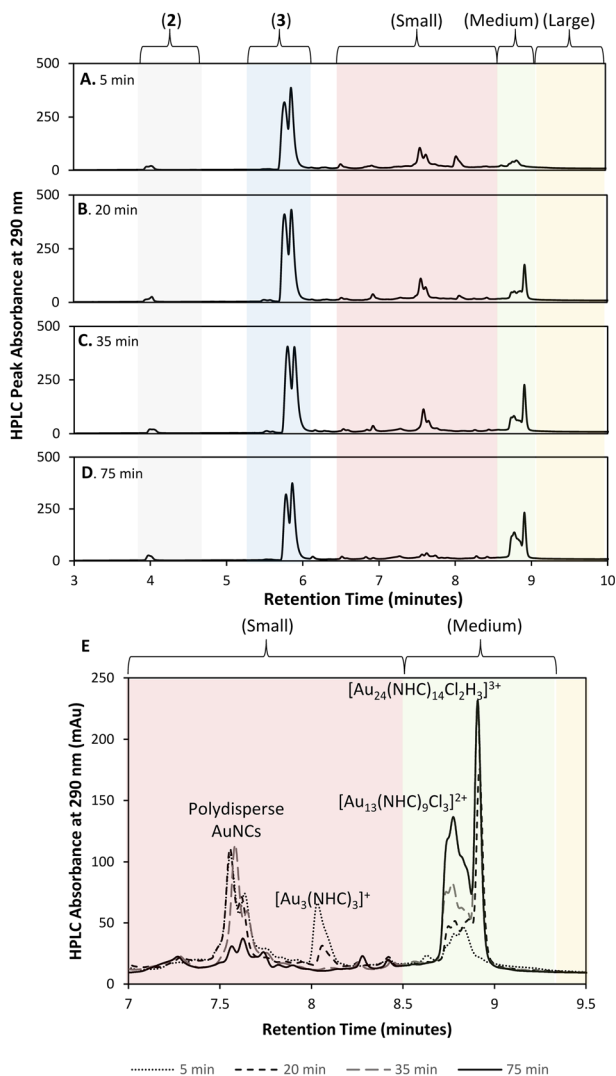 (2) (3) (Small) (Medium) (Large)
500
A. 5 min
250
0
500
B. 20 min
250
0
500
C. 35 min
250
0
500
D. 75 min
250
0
3 4 5 6 7 8 9 10
HPLC Peak Absorbance at 290 nm
Retention Time (minutes)
(Small) (Medium)
E
250
[Au24(NHC)14Cl2H3]3+
200
150
[Au13(NHC)9Cl3]2+
Polydisperse
AuNCs
100
[Au3(NHC)3]+
50
0
7 7.5 8 8.5 9 9.5
HPLC Absorbance at 290 nm (mAu)
Retention Time (minutes)
5 min 20 min 35 min 75 min